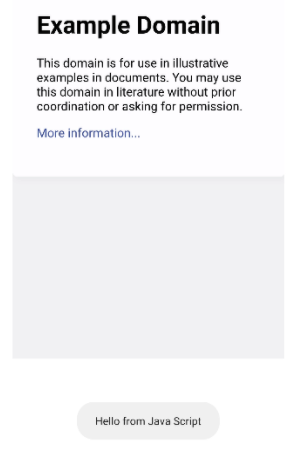 Example Domain
This domain is for use in illustrative
examples in documents. You may use
this domain in literature without prior
coordination or asking for permission.
More information...
Hello from Java Script